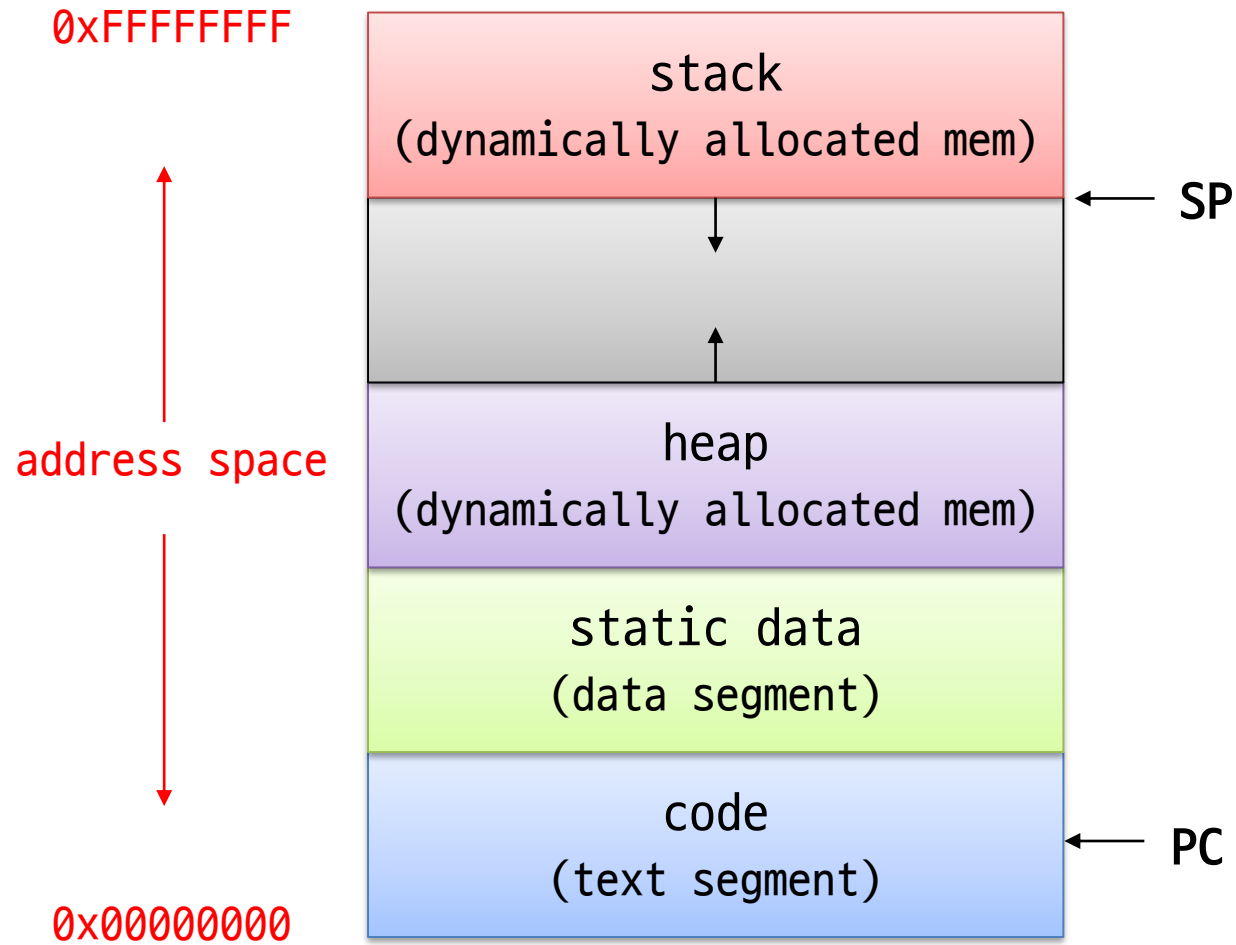 0xFFFFFFFF
stack
(dynamically allocated mem)
SP
heap
address space
(dynamically allocated mem)
static data
(data segment)
code
PC
(text segment)
0x00000000